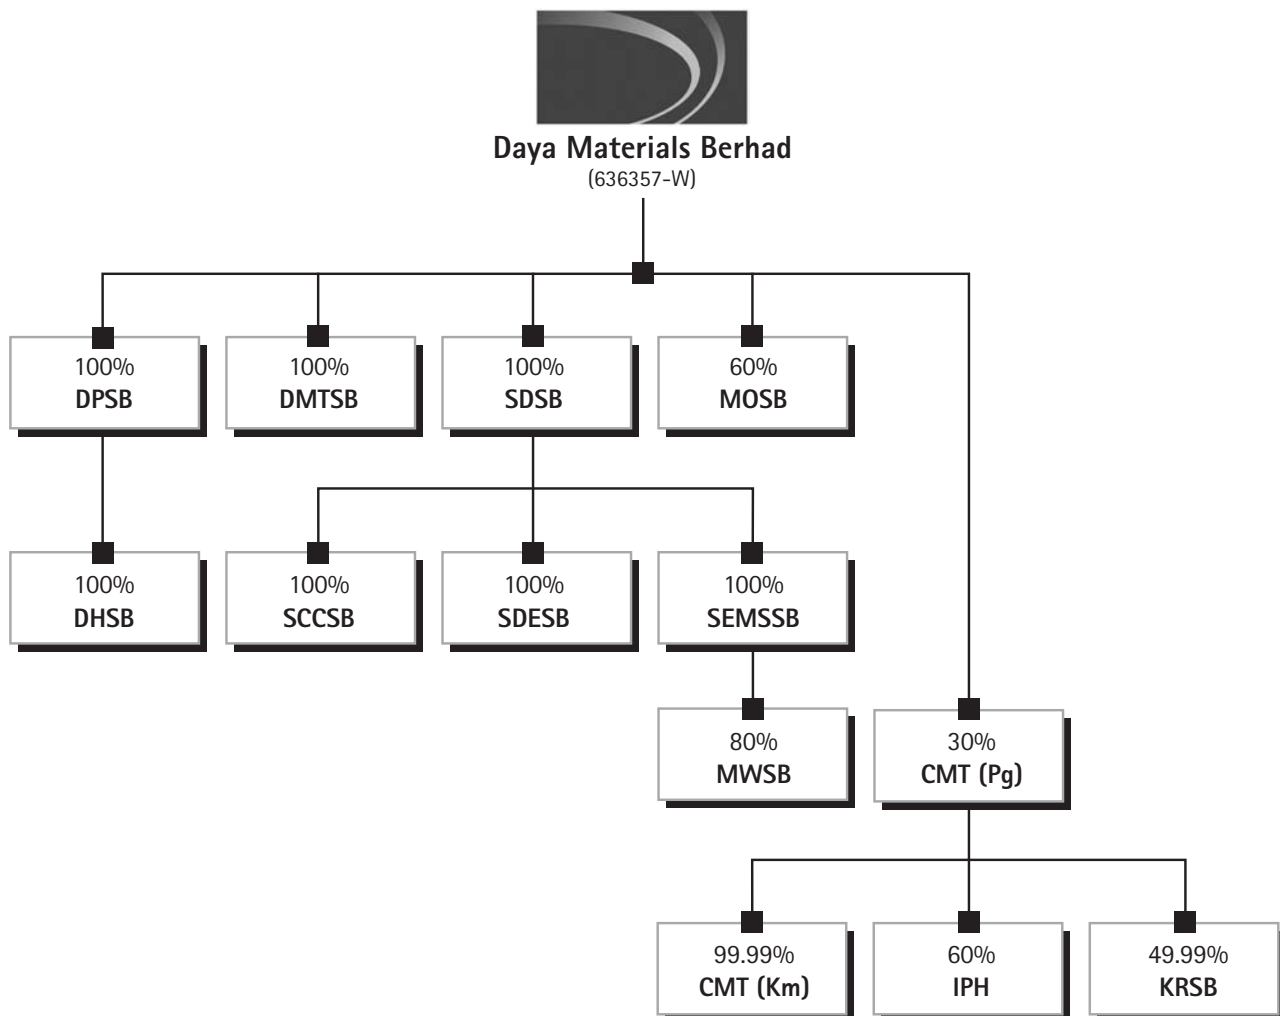 Daya Materials Berhad
(636357-W)
100%
DPSB
100%
DMTSB
100%
SDSB
60%
MOSB
100%
DHSB
100%
SCCSB
100%
SDESB
100%
SEMSSB
80%
MWSB
30%
CMT (Pg)
99.99%
CMT (Km)
60%
IPH
49.99%
KRSB